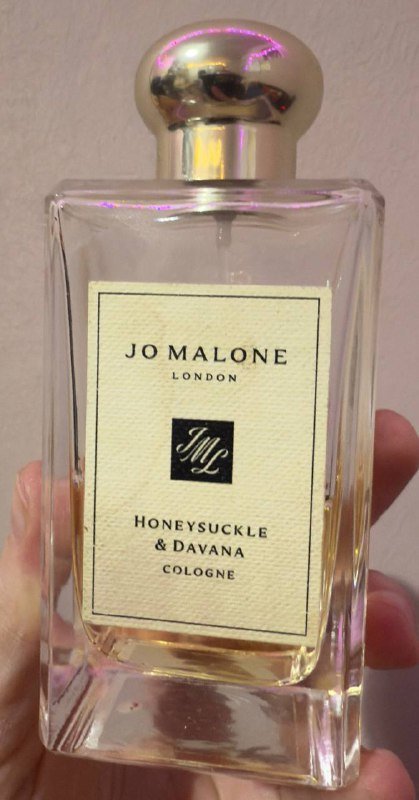 JO MALONE
LONDON
JML
HONEYSUCKLE
& DAVANA
COLOGNE